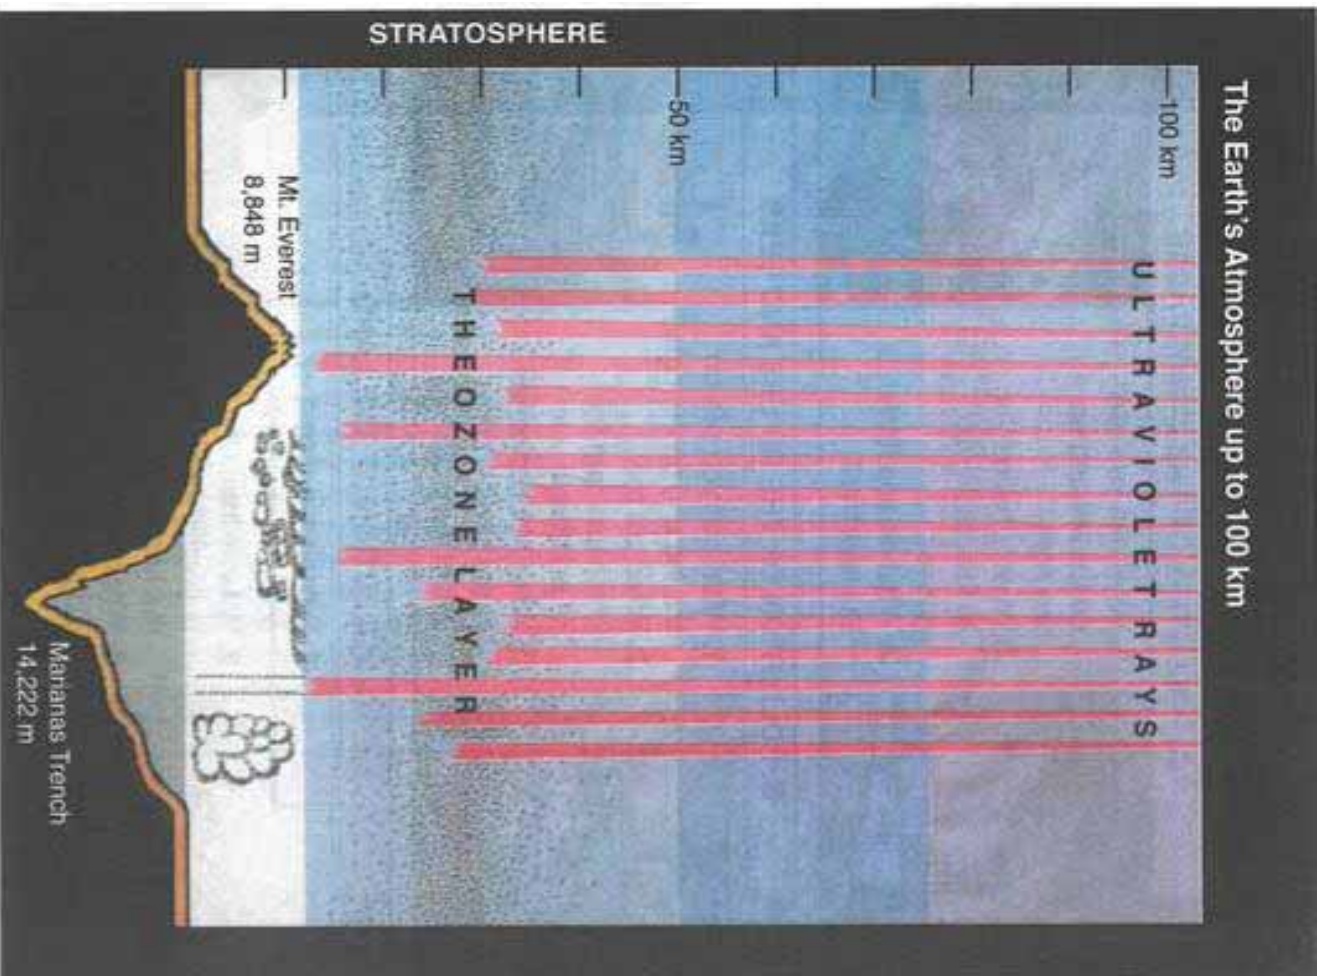 The Earth's Atmosphere up to 100 km
STRATOSPHERE
100 km
ULTRAVIOLET RAYS
50 km
THE OZONE LAYER
Mt. Everest
8,848 m
Marianas Trench
14,222 m